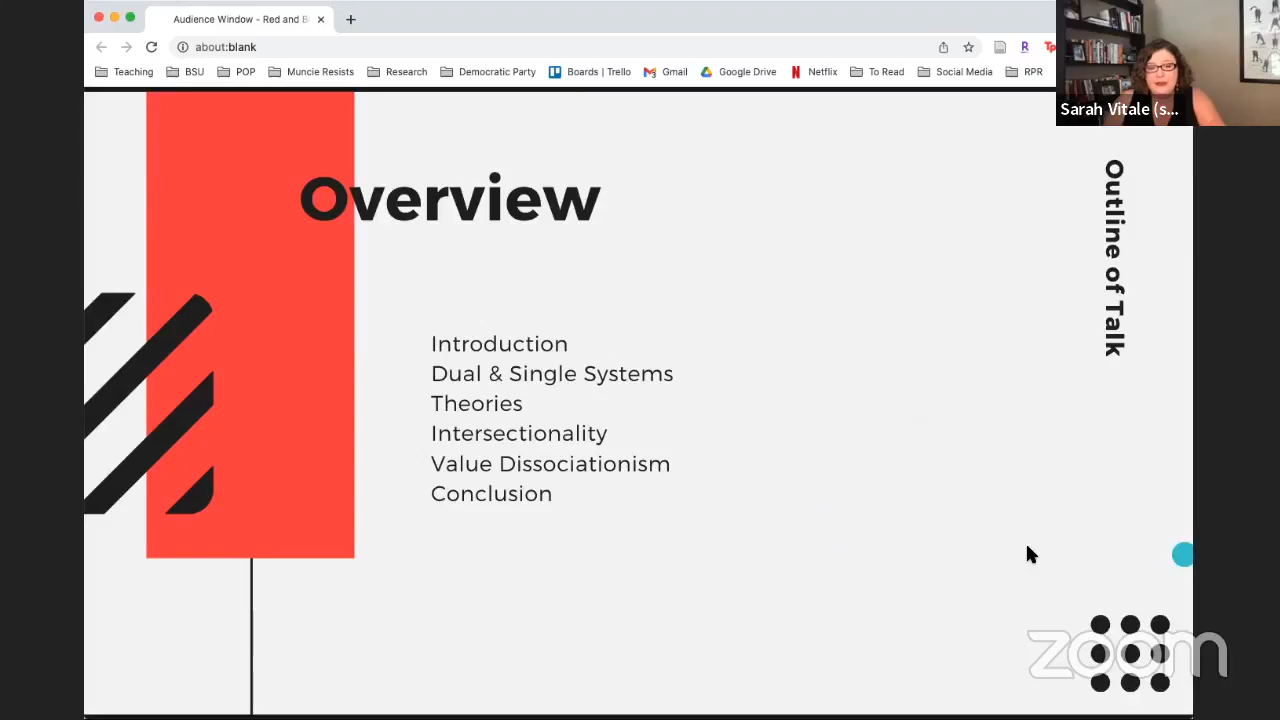 Audience Window - Red and B
about:blank
Teaching
BSU
POP
Muncie Resists
Research
Democratic Party
Boards | Trello
Gmail
Google Drive
Netflix
To Read
Social Media
RPR
Sarah Vitale (s...
Overview
Outline of Talk
Introduction
Dual & Single Systems
Theories
Intersectionality
Value Dissociationism
Conclusion
zoom